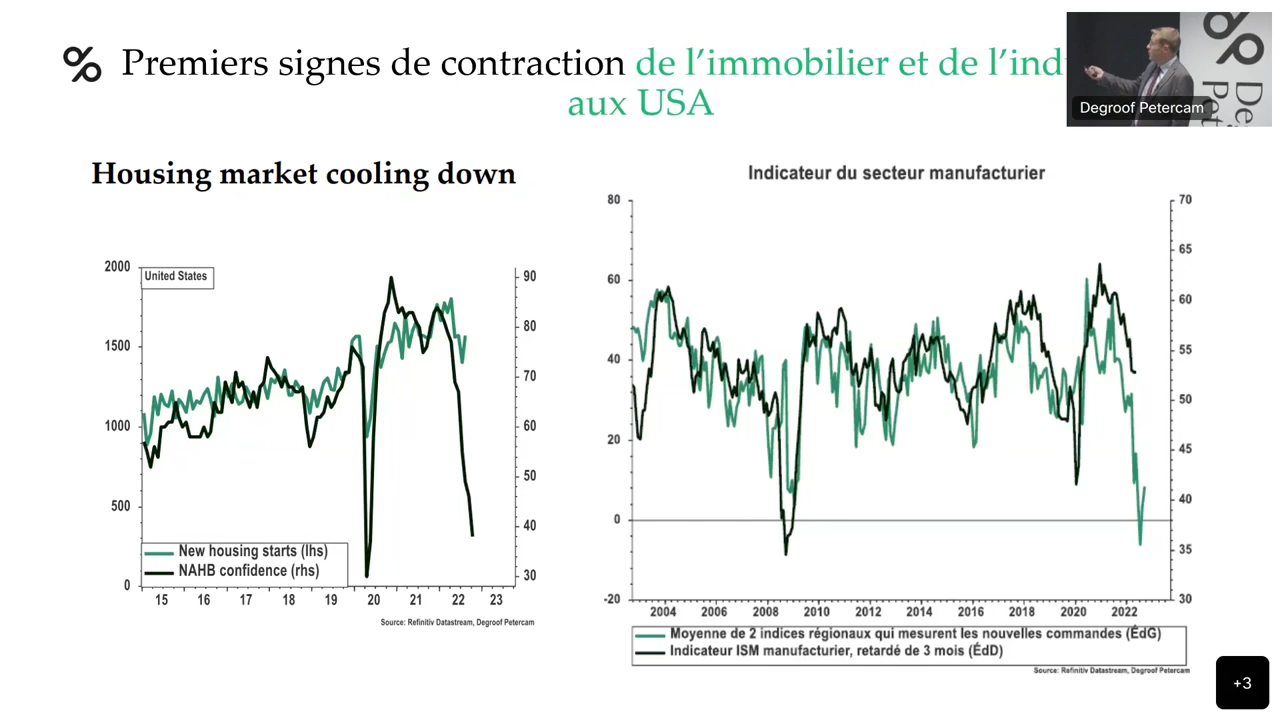 Premiers signes de contraction de l'immobilier et de l'ind
aux USA
Degroof Petercam
De
Pet
Housing market cooling down
Indicateur du secteur manufacturier
United States
2000
1500
1000
500
0
90
80
70
60
50
40
30
New housing starts (lhs)
NAHB confidence (rhs)
15 16 17 18 19 20 21 22 23
Source: Refinitiv Datastream, Degroof Petercam
80
60
40
20
0
-20
70
65
60
55
50
45
40
35
30
2004 2006 2008 2010 2012 2014 2016 2018 2020 2022
Moyenne de 2 indices régionaux qui mesurent les nouvelles commandes (ÉdG)
Indicateur ISM manufacturier, retardé de 3 mois (ÉdD)
Source: Refinitiv Datastream, Degroof Petercam
+3